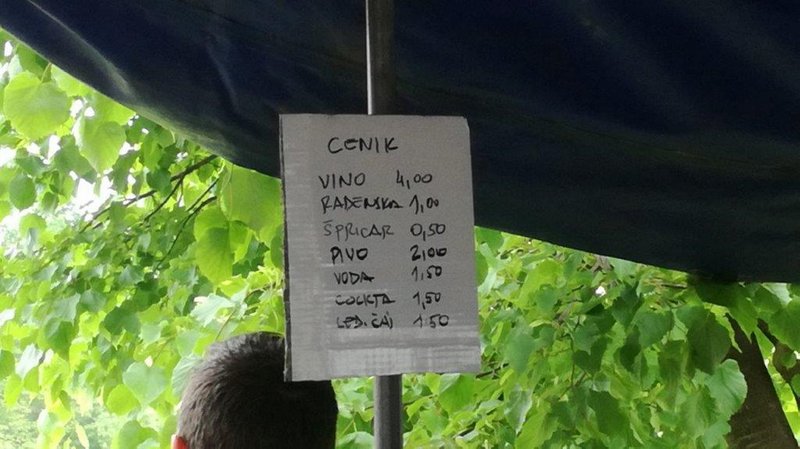 CENIK
VINO 4,00
RADENSKA 1,00
ŠPRICAR 0,50
PIVO 2,00
VODA 1,50
COCKTA 1,50
LED. ČAJ 1.50